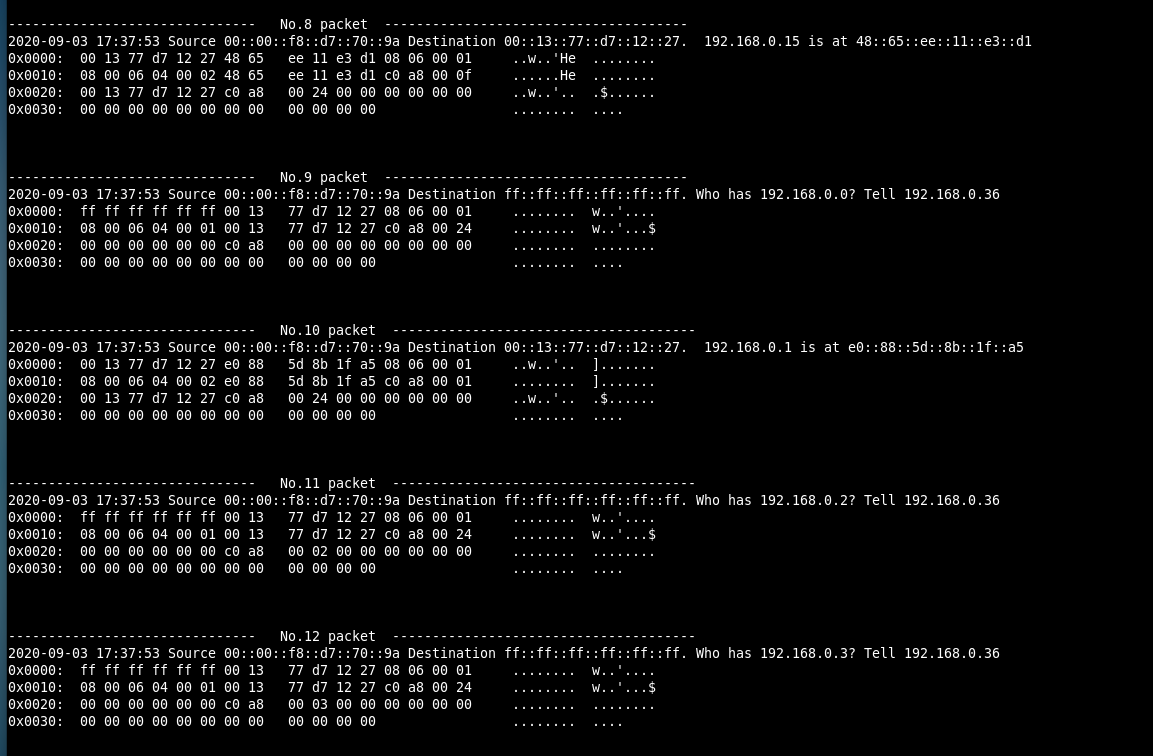 -------------------------------   No.8 packet  --------------------------------------
2020-09-03 17:37:53 Source 00::00::f8::d7::70::9a Destination 00::13::77::d7::12::27.  192.168.0.15 is at 48::65::ee::11::e3::d1
0x0000:  00 13 77 d7 12 27 48 65   ee 11 e3 d1 08 06 00 01     ..w..'He  ........
0x0010:  08 00 06 04 00 02 48 65   ee 11 e3 d1 c0 a8 00 0f     ......He  ........
0x0020:  00 13 77 d7 12 27 c0 a8   00 24 00 00 00 00 00 00     ..w..'..  .$......
0x0030:  00 00 00 00 00 00 00 00   00 00 00 00                 ........  ....
-------------------------------   No.9 packet  --------------------------------------
2020-09-03 17:37:53 Source 00::00::f8::d7::70::9a Destination ff::ff::ff::ff::ff::ff. Who has 192.168.0.0? Tell 192.168.0.36
0x0000:  ff ff ff ff ff ff 00 13   77 d7 12 27 08 06 00 01     ........  w..'....
0x0010:  08 00 06 04 00 01 00 13   77 d7 12 27 c0 a8 00 24     ........  w..'...$
0x0020:  00 00 00 00 00 00 c0 a8   00 00 00 00 00 00 00 00     ........  ........
0x0030:  00 00 00 00 00 00 00 00   00 00 00 00                 ........  ....
-------------------------------   No.10 packet  --------------------------------------
2020-09-03 17:37:53 Source 00::00::f8::d7::70::9a Destination 00::13::77::d7::12::27.  192.168.0.1 is at e0::88::5d::8b::1f::a5
0x0000:  00 13 77 d7 12 27 e0 88   5d 8b 1f a5 08 06 00 01     ..w..'..  ].......
0x0010:  08 00 06 04 00 02 e0 88   5d 8b 1f a5 c0 a8 00 01     ........  ].......
0x0020:  00 13 77 d7 12 27 c0 a8   00 24 00 00 00 00 00 00     ..w..'..  .$......
0x0030:  00 00 00 00 00 00 00 00   00 00 00 00                 ........  ....
-------------------------------   No.11 packet  --------------------------------------
2020-09-03 17:37:53 Source 00::00::f8::d7::70::9a Destination ff::ff::ff::ff::ff::ff. Who has 192.168.0.2? Tell 192.168.0.36
0x0000:  ff ff ff ff ff ff 00 13   77 d7 12 27 08 06 00 01     ........  w..'....
0x0010:  08 00 06 04 00 01 00 13   77 d7 12 27 c0 a8 00 24     ........  w..'...$
0x0020:  00 00 00 00 00 00 c0 a8   00 02 00 00 00 00 00 00     ........  ........
0x0030:  00 00 00 00 00 00 00 00   00 00 00 00                 ........  ....
-------------------------------   No.12 packet  --------------------------------------
2020-09-03 17:37:53 Source 00::00::f8::d7::70::9a Destination ff::ff::ff::ff::ff::ff. Who has 192.168.0.3? Tell 192.168.0.36
0x0000:  ff ff ff ff ff ff 00 13   77 d7 12 27 08 06 00 01     ........  w..'....
0x0010:  08 00 06 04 00 01 00 13   77 d7 12 27 c0 a8 00 24     ........  w..'...$
0x0020:  00 00 00 00 00 00 c0 a8   00 03 00 00 00 00 00 00     ........  ........
0x0030:  00 00 00 00 00 00 00 00   00 00 00 00                 ........  ....